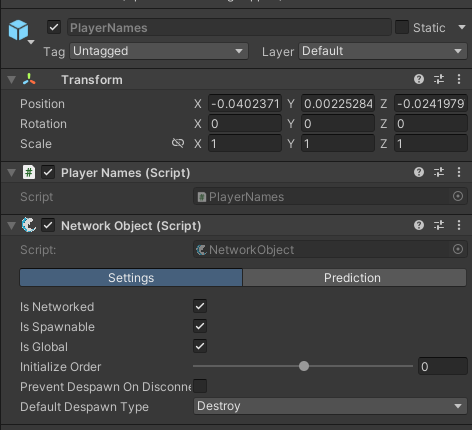 PlayerNames Static
Tag Untagged Layer Default
Transform
Position X -0.0402371 Y 0.00225284 Z -0.0241979
Rotation X 0 Y 0 Z 0
Scale X 1 Y 1 Z 1
# Player Names (Script)
Script # PlayerNames
Network Object (Script)
Script: NetworkObject
Settings Prediction
Is Networked
Is Spawnable
Is Global
Initialize Order 0
Prevent Despawn On Disconne
Default Despawn Type Destroy